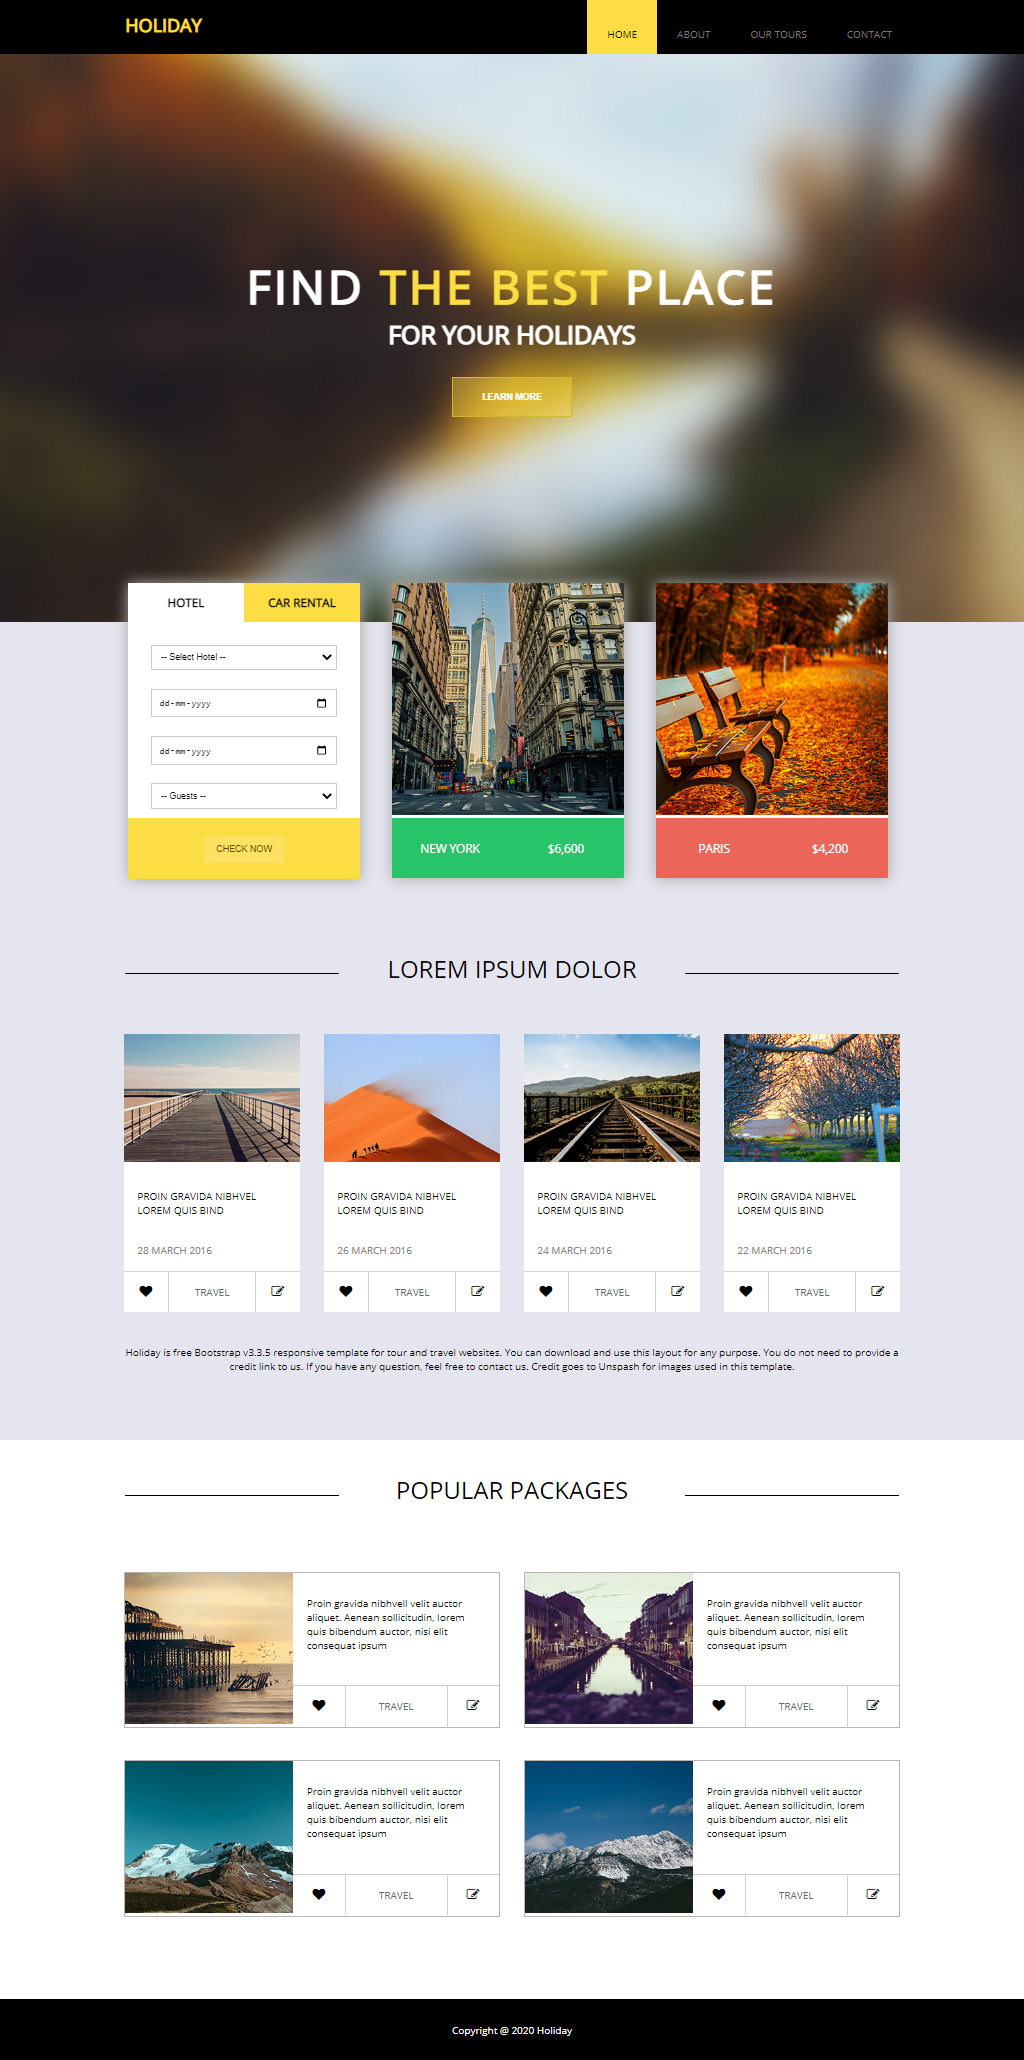 HOLIDAY
HOME ABOUT OUR TOURS CONTACT
FIND THE BEST PLACE
FOR YOUR HOLIDAYS
LEARN MORE
HOTEL CAR RENTAL
-- Select Hotel --
dd-mm-yyyy
dd-mm-yyyy
-- Guests --
CHECK NOW
NEW YORK $6,600
PARIS $4,200
LOREM IPSUM DOLOR
PROIN GRAVIDA NIBHVEL
LOREM QUIS BIND
28 MARCH 2016
TRAVEL
PROIN GRAVIDA NIBHVEL
LOREM QUIS BIND
26 MARCH 2016
TRAVEL
PROIN GRAVIDA NIBHVEL
LOREM QUIS BIND
24 MARCH 2016
TRAVEL
PROIN GRAVIDA NIBHVEL
LOREM QUIS BIND
22 MARCH 2016
TRAVEL
Holiday is free Bootstrap v3.3.5 responsive template for tour and travel websites. You can download and use this layout for any purpose. You do not need to provide a
credit link to us. If you have any question, feel free to contact us. Credit goes to Unspash for images used in this template.
POPULAR PACKAGES
Proin gravida nibhvell velit auctor
aliquet. Aenean sollicitudin, lorem
quis bibendum auctor, nisi elit
consequat ipsum
TRAVEL
Proin gravida nibhvell velit auctor
aliquet. Aenean sollicitudin, lorem
quis bibendum auctor, nisi elit
consequat ipsum
TRAVEL
Proin gravida nibhvell velit auctor
aliquet. Aenean sollicitudin, lorem
quis bibendum auctor, nisi elit
consequat ipsum
TRAVEL
Proin gravida nibhvell velit auctor
aliquet. Aenean sollicitudin, lorem
quis bibendum auctor, nisi elit
consequat ipsum
TRAVEL
Copyright @ 2020 Holiday